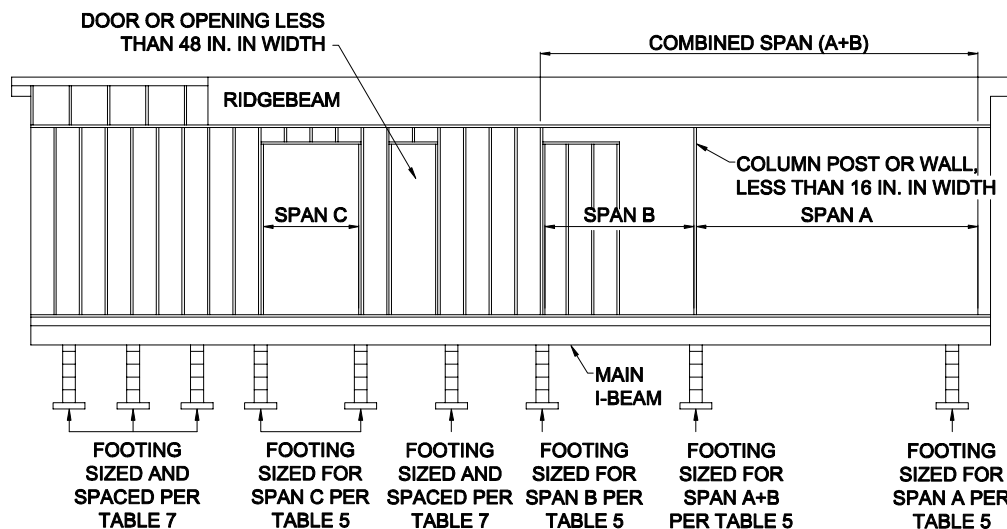 DOOR OR OPENING LESS
THAN 48 IN. IN WIDTH
COMBINED SPAN (A+B)
RIDGEBEAM
COLUMN POST OR WALL,
LESS THAN 16 IN. IN WIDTH
SPAN C
SPAN B
SPAN A
MAIN
I-BEAM
FOOTING
SIZED AND
SPACED PER
TABLE 7
FOOTING
SIZED FOR
SPAN C PER
TABLE 5
FOOTING
SIZED AND
SPACED PER
TABLE 7
FOOTING
SIZED FOR
SPAN B PER
TABLE 5
FOOTING
SIZED FOR
SPAN A+B
PER TABLE 5
FOOTING
SIZED FOR
SPAN A PER
TABLE 5